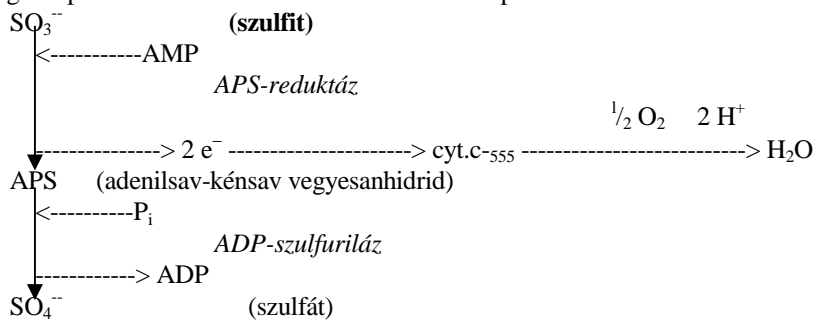 SO₃⁻⁻ (szulfit)
<-----------AMP
APS-reduktáz
¹/₂ O₂ 2 H⁺
--------------> 2 e⁻ --------------------> cyt.c-₅₅₅ -------------------------> H₂O
APS (adenilsav-kénsav vegyesanhidrid)
<----------Pᵢ
ADP-szulfuriláz
------------> ADP
SO₄⁻⁻ (szulfát)